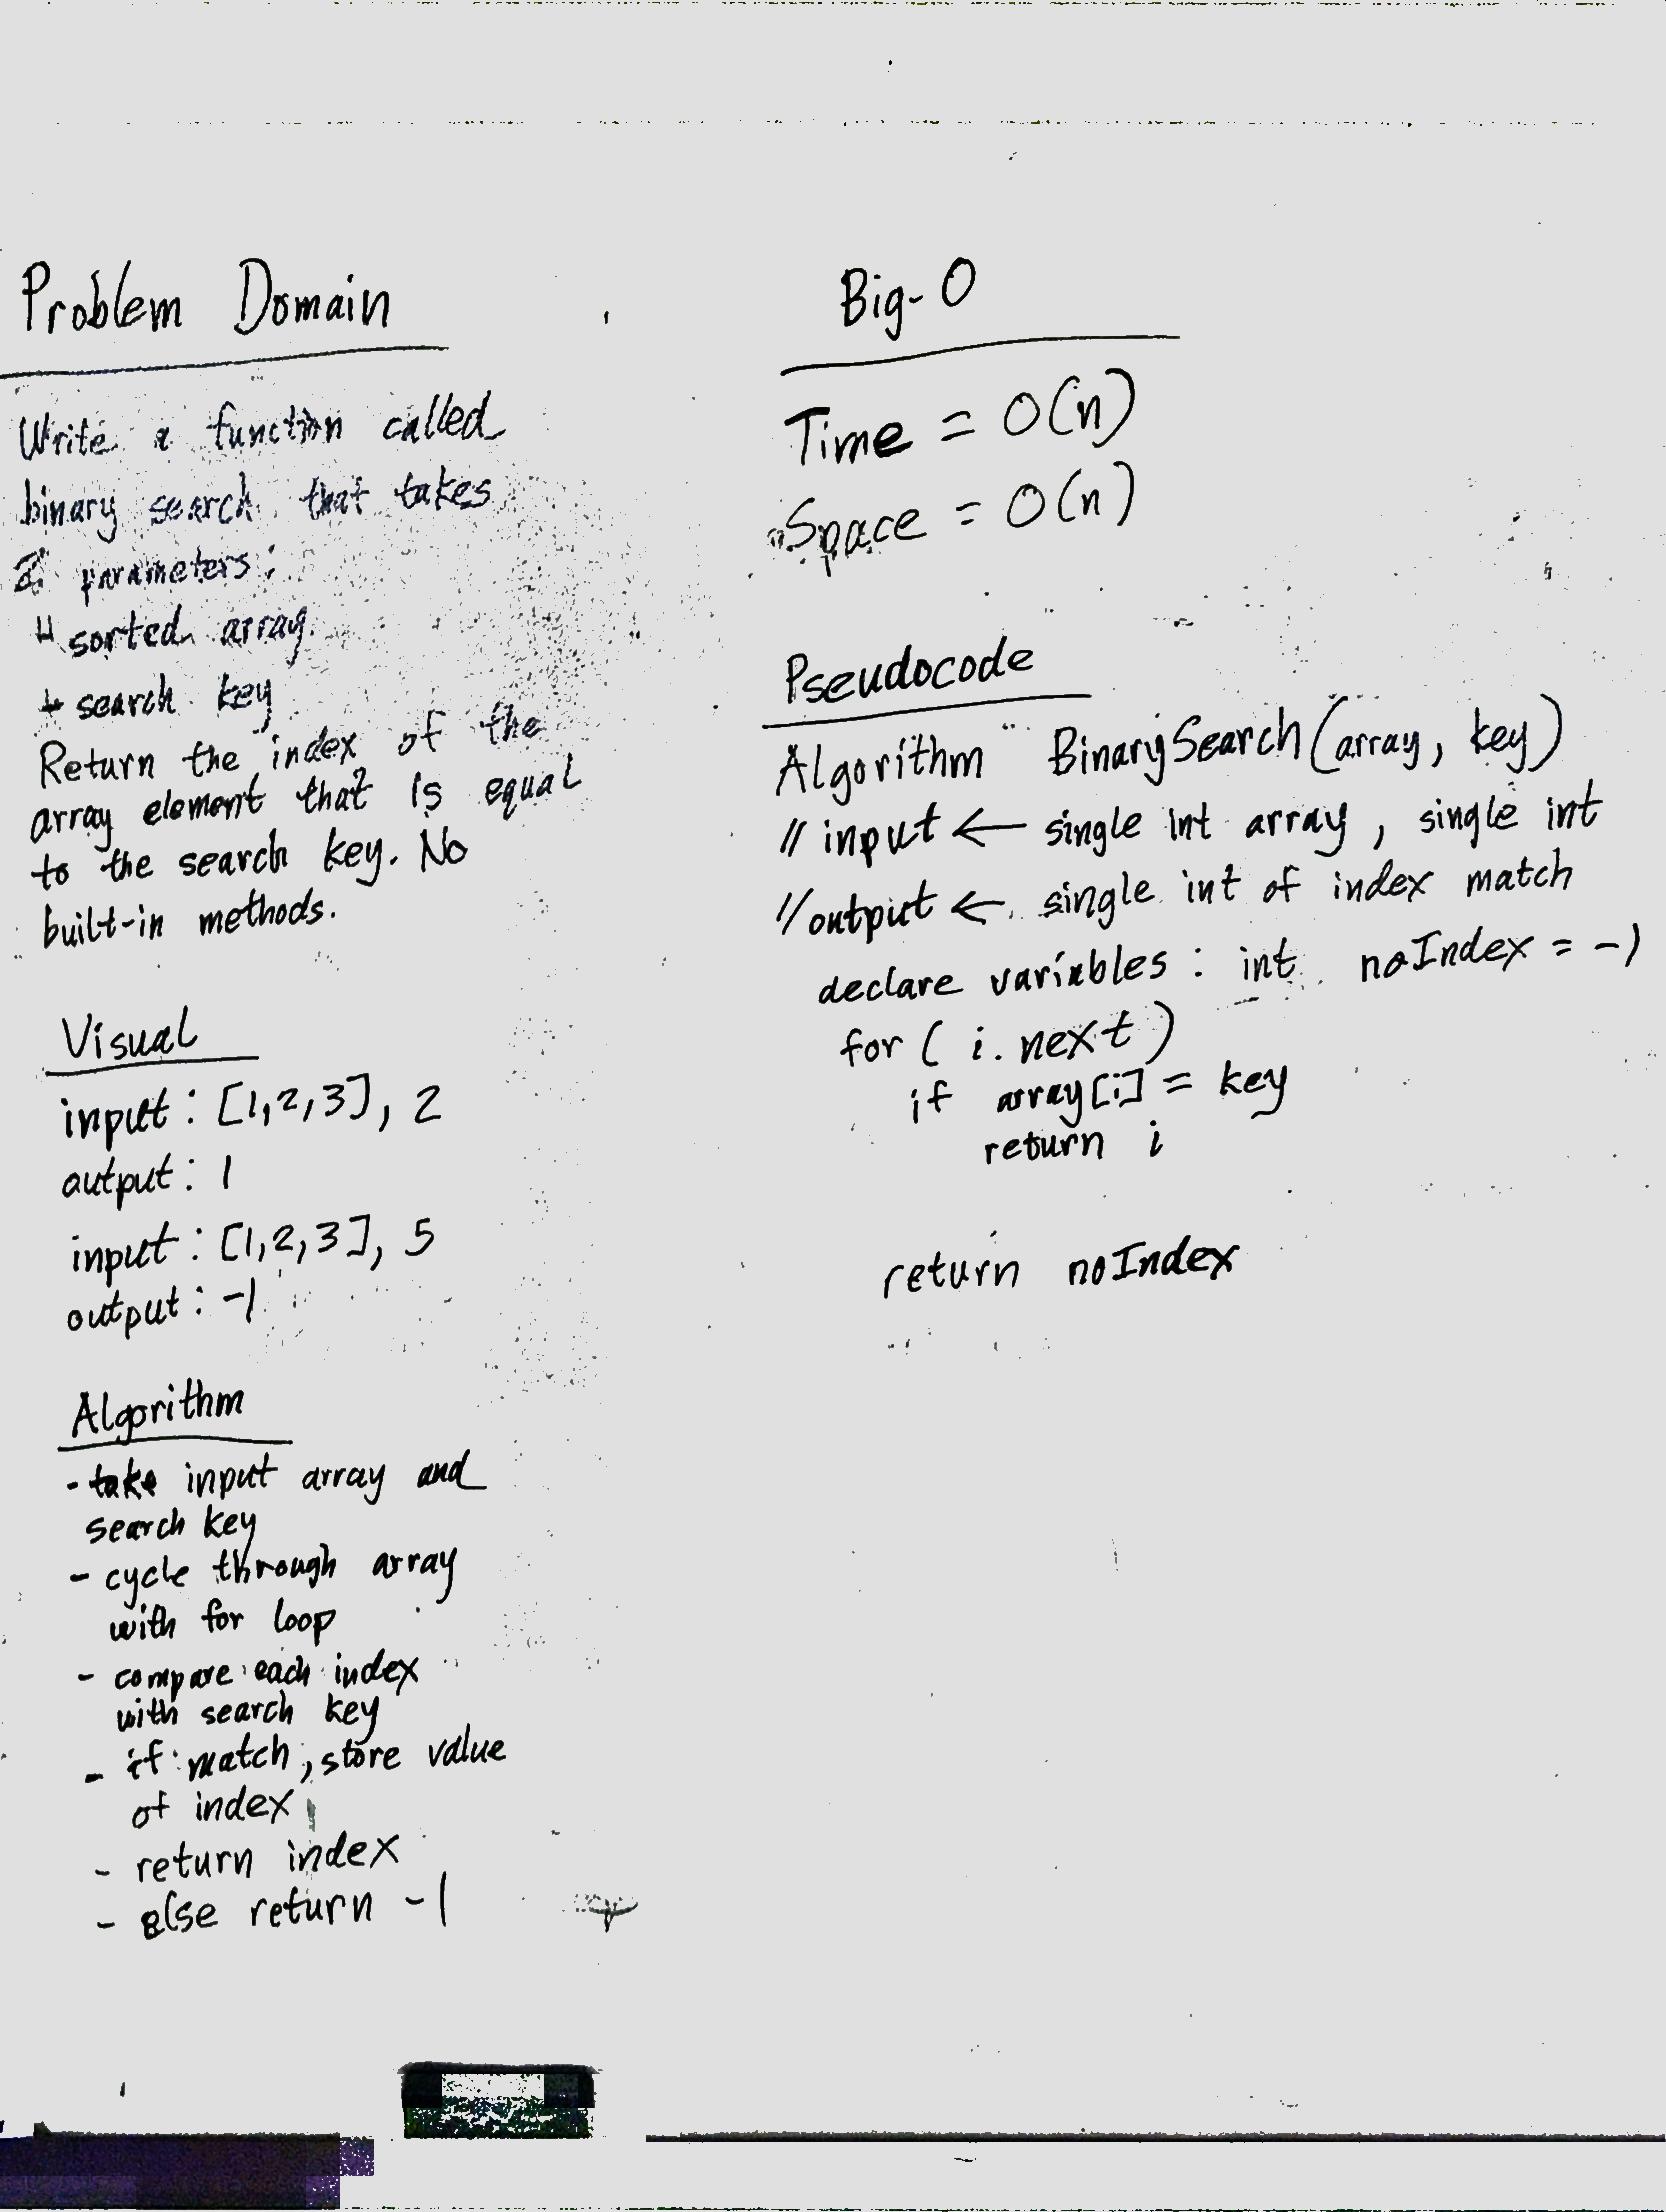 Problem Domain
Write a function called
binary search that takes
2 parameters:
sorted array
search key
Return the index of the
array element that is equal
to the search key. No
built-in methods.
Visual
input: [1,2,3], 2
output: 1
input: [1,2,3], 5
output: -1
Algorithm
- take input array and
search key
- cycle through array
with for loop
- compare each index
with search key
- if match, store value
of index
- return index
- else return -1
Big-O
Time = O(n)
Space = O(n)
Pseudocode
Algorithm BinarySearch(array, key)
// input ← single int array, single int
// output ← single int of index match
declare variables: int noIndex = -1
for ( i.next )
if array[i] = key
return i
return noIndex